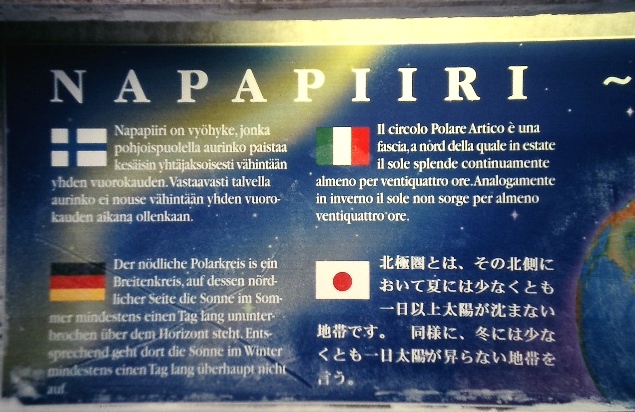 NAPAPIIRI ~
Napapiiri on vyöhyke, jonka
pohjoispuolella aurinko paistaa
kesäisin yhtäjaksoisesti vähintään
yhden vuorokauden. Vastaavasti talvella
aurinko ei nouse vähintään yhden vuoro-
kauden aikana ollenkaan.
Il circolo Polare Artico è una
fascia, a nord della quale in estate
il sole splende continuamente
almeno per ventiquattro ore. Analogamente
in inverno il sole non sorge per almeno
ventiquattro ore.
Der nödliche Polarkreis is ein
Breitenkreis, auf dessen nörd-
licher Seite die Sonne im Som-
mer mindestens einen Tag lang ununter-
brochen über dem Horizont steht. Ents-
sprechend geht dort die Sonne im Winter
mindestens einen Tag lang überhaupt nicht
auf.
北極圏とは、その北側に
おいて夏には少なくとも
一日以上太陽が沈まない
地帯です。 同様に、冬には少な
くとも一日太陽が昇らない地帯を
言う。